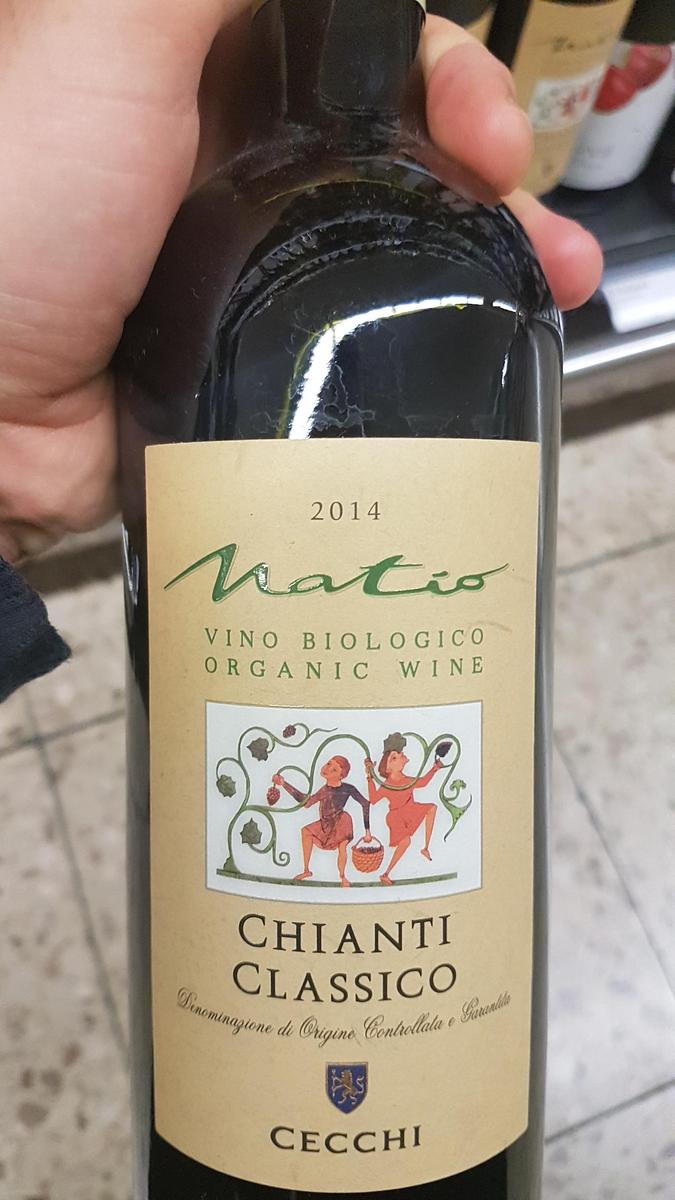 2014
Natio
VINO BIOLOGICO
ORGANIC WINE
CHIANTI
CLASSICO
Denominazione di Origine Controllata e Garantita
CECCHI